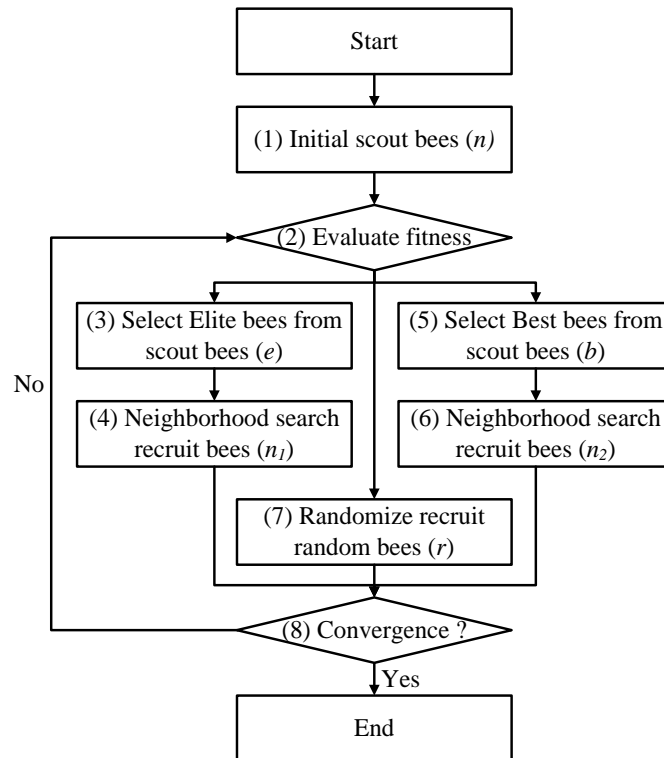 Start
(1) Initial scout bees (n)
(2) Evaluate fitness
(3) Select Elite bees from
scout bees (e)
(5) Select Best bees from
scout bees (b)
No
(4) Neighborhood search
recruit bees (n₁)
(6) Neighborhood search
recruit bees (n₂)
(7) Randomize recruit
random bees (r)
(8) Convergence ?
Yes
End